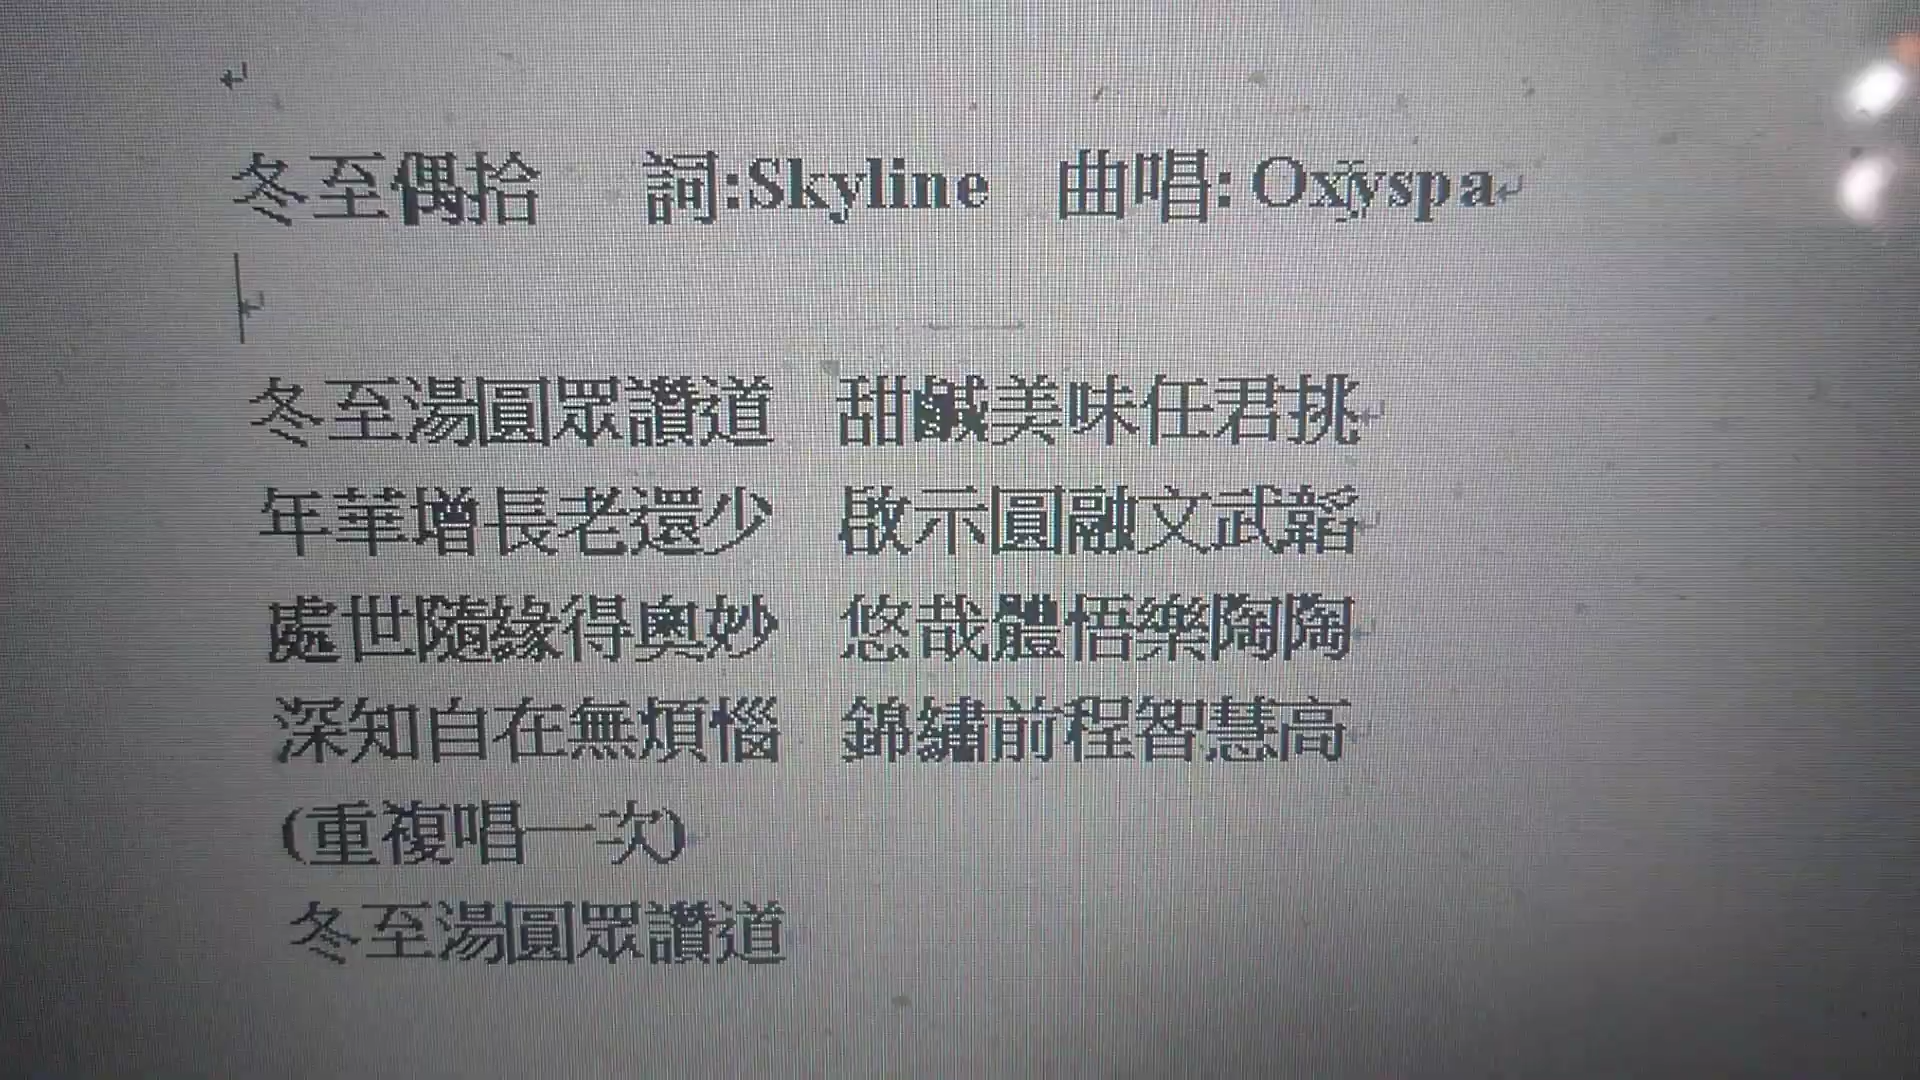 冬至偶拾 詞:Skyline 曲唱: Oxyspa
冬至湯圓眾讚道 甜鹹美味任君挑
年華增長老還少 啟示圓融文武韜
處世隨緣得奧妙 悠哉體悟樂陶陶
深知自在無煩惱 錦繡前程智慧高
(重複唱一次)
冬至湯圓眾讚道